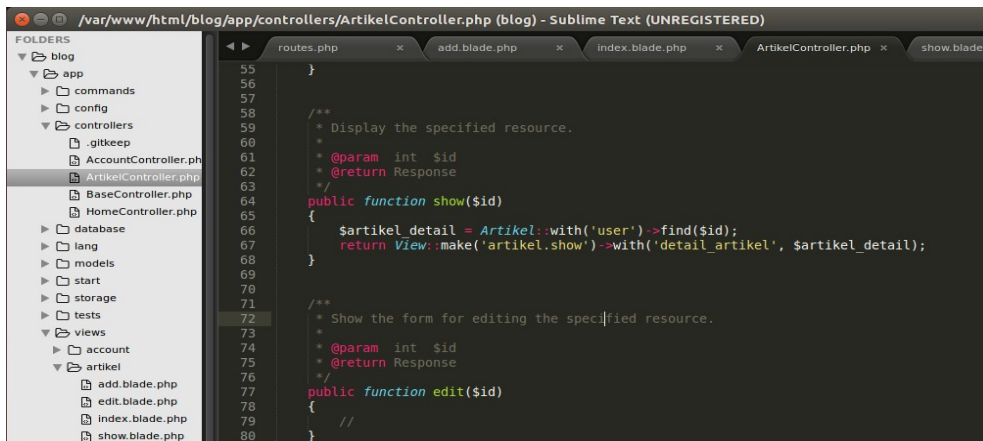 /var/www/html/blog/app/controllers/ArtikelController.php (blog) - Sublime Text (UNREGISTERED)
FOLDERS
blog
app
commands
config
controllers
.gitkeep
AccountController.ph
ArtikelController.php
BaseController.php
HomeController.php
database
lang
models
start
storage
tests
views
account
artikel
add.blade.php
edit.blade.php
index.blade.php
show.blade.php
routes.php × add.blade.php × index.blade.php × ArtikelController.php × show.blade
55 }
56
57
58 /**
59 * Display the specified resource.
60 *
61 * @param int $id
62 * @return Response
63 */
64 public function show($id)
65 {
66 $artikel_detail = Artikel::with('user')->find($id);
67 return View::make('artikel.show')->with('detail_artikel', $artikel_detail);
68 }
69
70
71 /**
72 * Show the form for editing the specified resource.
73 *
74 * @param int $id
75 * @return Response
76 */
77 public function edit($id)
78 {
79 //
80 }